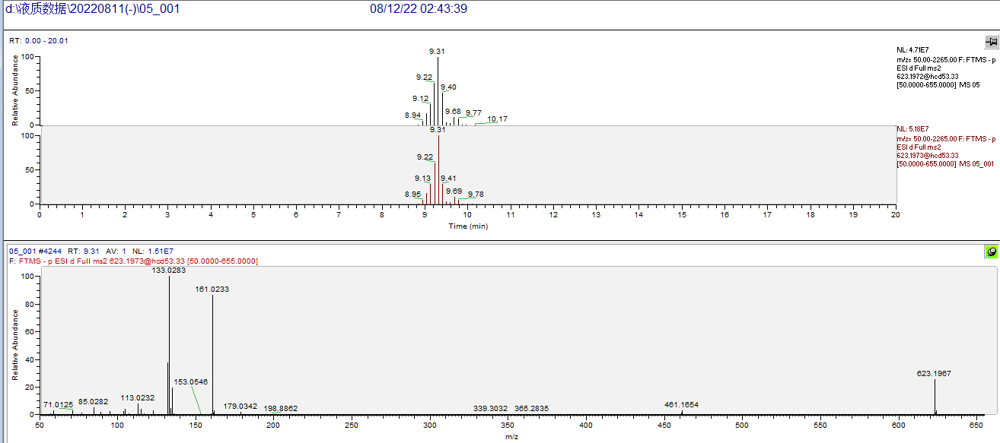 d:\液质数据\20220811(-)\05_001 08/12/22 02:43:39
RT: 0.00 - 20.01
NL: 4.71E7
m/z= 50.00-2265.00 F: FTMS - p
ESI d Full ms2
623.1972@hcd53.33
[50.0000-655.0000] MS 05
Relative Abundance
100
50
0
8.94
9.12
9.22
9.31
9.40
9.68
9.77
10.17
NL: 5.18E7
m/z= 50.00-2265.00 F: FTMS - p
ESI d Full ms2
623.1973@hcd53.33
[50.0000-655.0000] MS 05_001
100
50
0
8.95
9.13
9.22
9.31
9.41
9.69
9.78
0 1 2 3 4 5 6 7 8 9 10 11 12 13 14 15 16 17 18 19 20
Time (min)
05_001 #4244 RT: 9.31 AV: 1 NL: 1.51E7
F: FTMS - p ESI d Full ms2 623.1973@hcd53.33 [50.0000-655.0000]
Relative Abundance
100
80
60
40
20
0
71.0125
85.0282
113.0232
133.0283
153.0546
161.0233
179.0342
198.8862
339.3032
365.2835
461.1654
623.1967
50 100 150 200 250 300 350 400 450 500 550 600 650
m/z